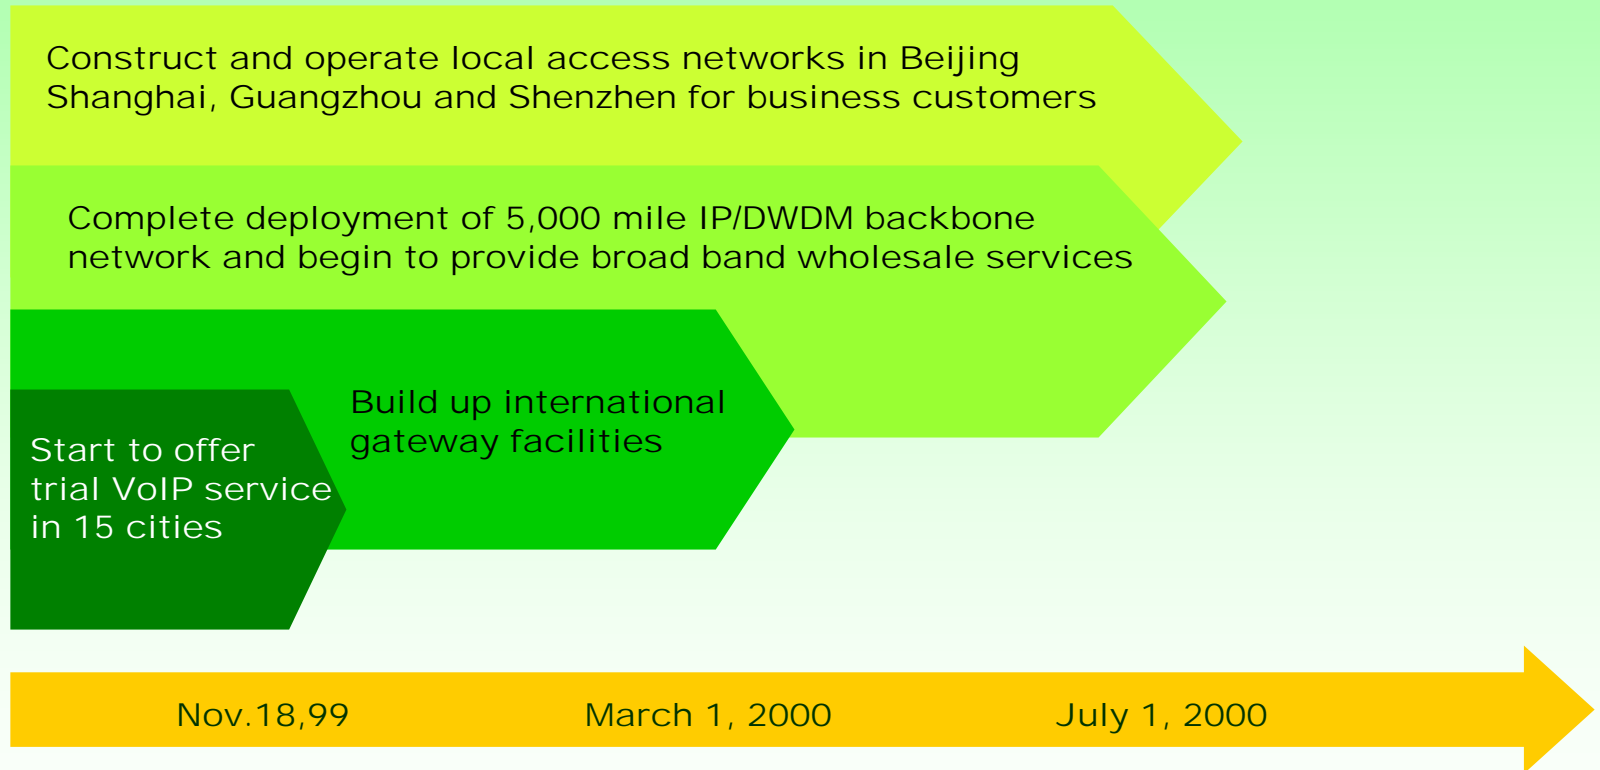 Construct and operate local access networks in Beijing
Shanghai, Guangzhou and Shenzhen for business customers
Complete deployment of 5,000 mile IP/DWDM backbone
network and begin to provide broad band wholesale services
Build up international
gateway facilities
Start to offer
trial VoIP service
in 15 cities
Nov.18,99 March 1, 2000 July 1, 2000